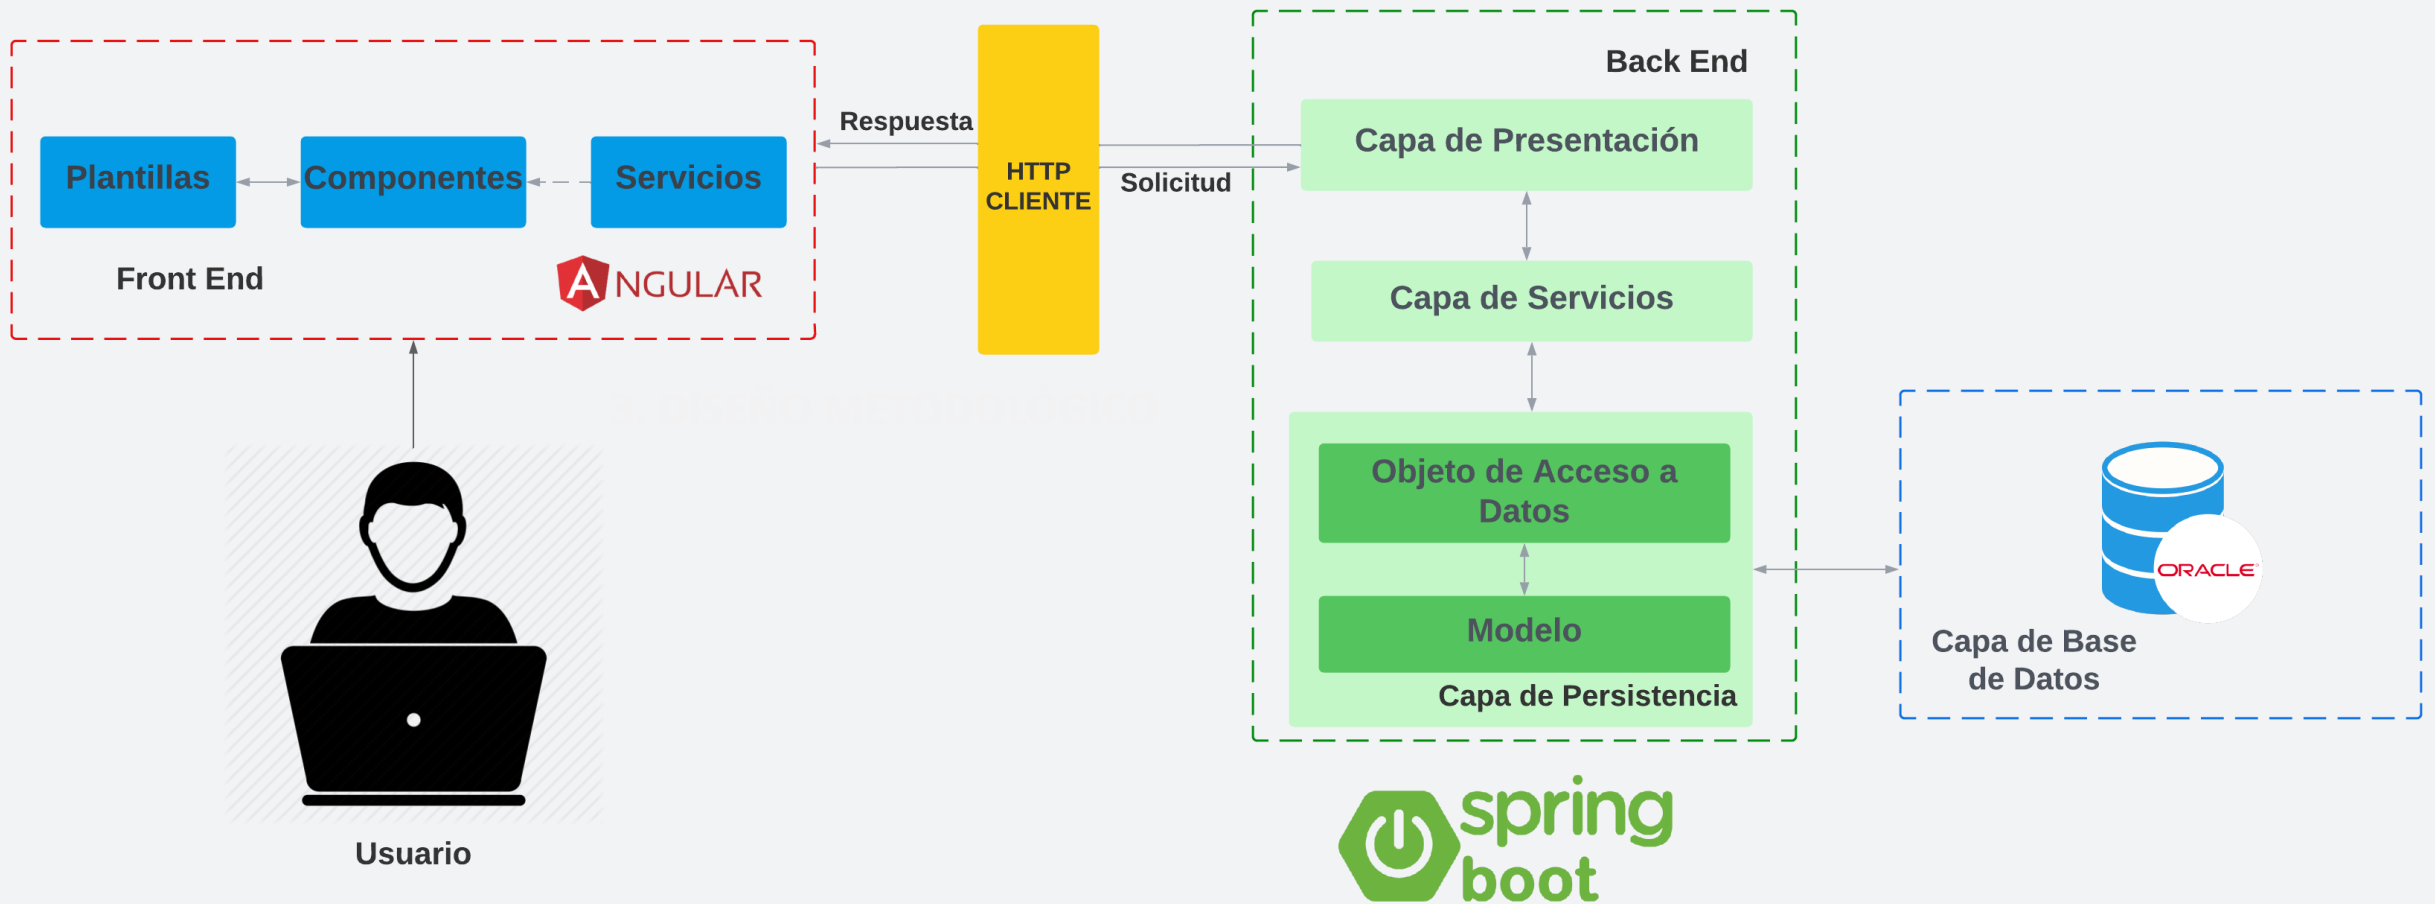 Back End
Respuesta
Capa de Presentación
Plantillas
Componentes
Servicios
HTTP
CLIENTE
Solicitud
Front End
ANGULAR
Capa de Servicios
Objeto de Acceso a
Datos
ORACLE
Modelo
Capa de Base
de Datos
Capa de Persistencia
spring
boot
Usuario